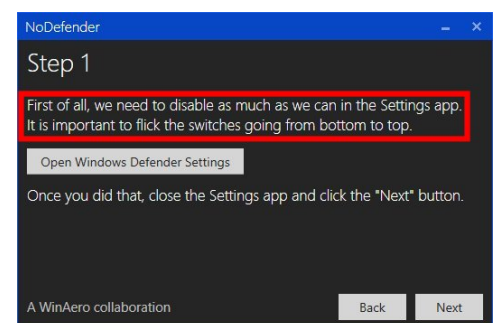 NoDefender
Step 1
First of all, we need to disable as much as we can in the Settings app.
It is important to flick the switches going from bottom to top.
Open Windows Defender Settings
Once you did that, close the Settings app and click the "Next" button.
A WinAero collaboration
Back
Next